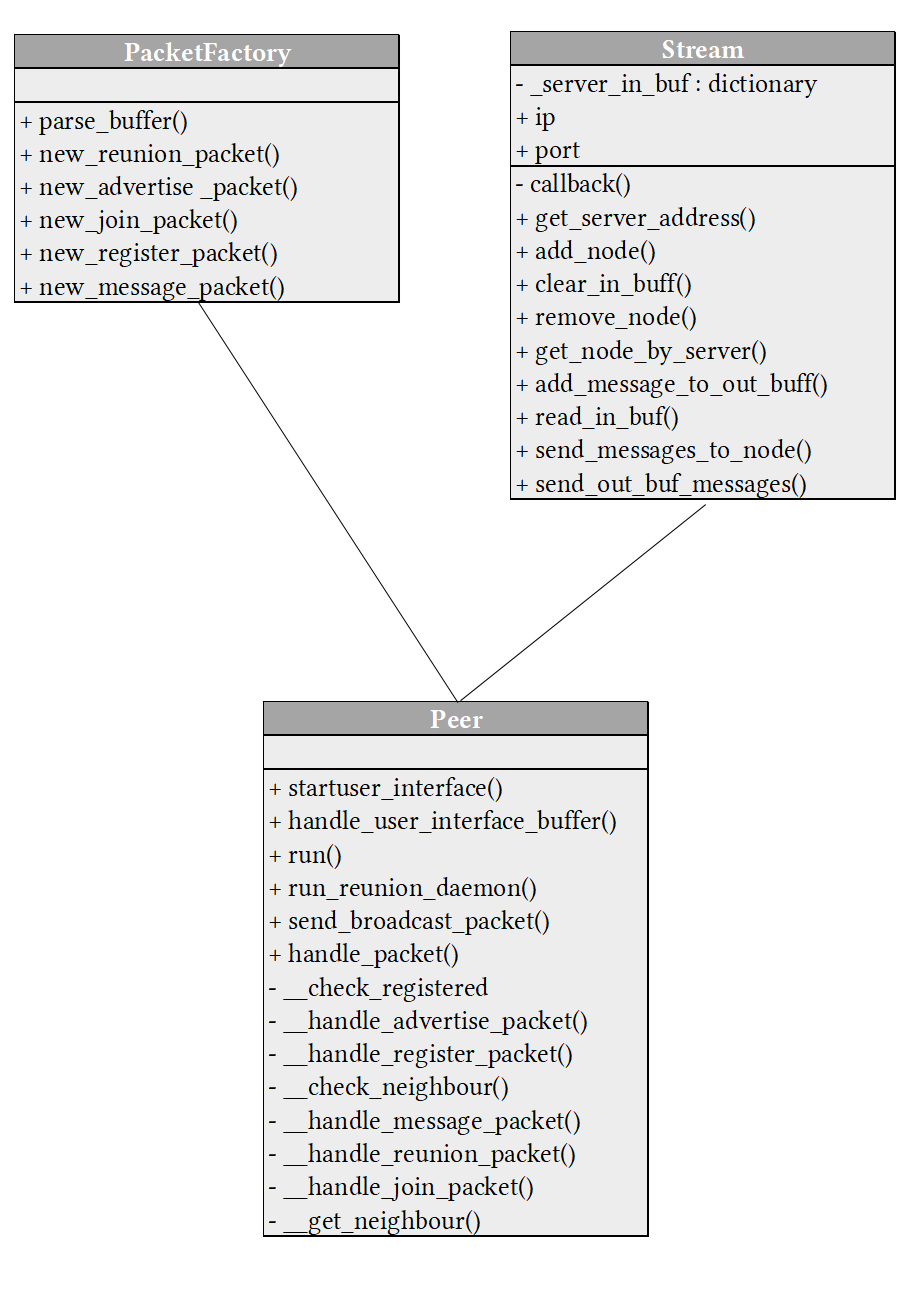 PacketFactory
+ parse_buffer()
+ new_reunion_packet()
+ new_advertise _packet()
+ new_join_packet()
+ new_register_packet()
+ new_message_packet()
Stream
- _server_in_buf : dictionary
+ ip
+ port
- callback()
+ get_server_address()
+ add_node()
+ clear_in_buff()
+ remove_node()
+ get_node_by_server()
+ add_message_to_out_buff()
+ read_in_buf()
+ send_messages_to_node()
+ send_out_buf_messages()
Peer
+ startuser_interface()
+ handle_user_interface_buffer()
+ run()
+ run_reunion_daemon()
+ send_broadcast_packet()
+ handle_packet()
- __check_registered
- __handle_advertise_packet()
- __handle_register_packet()
- __check_neighbour()
- __handle_message_packet()
- __handle_reunion_packet()
- __handle_join_packet()
- __get_neighbour()